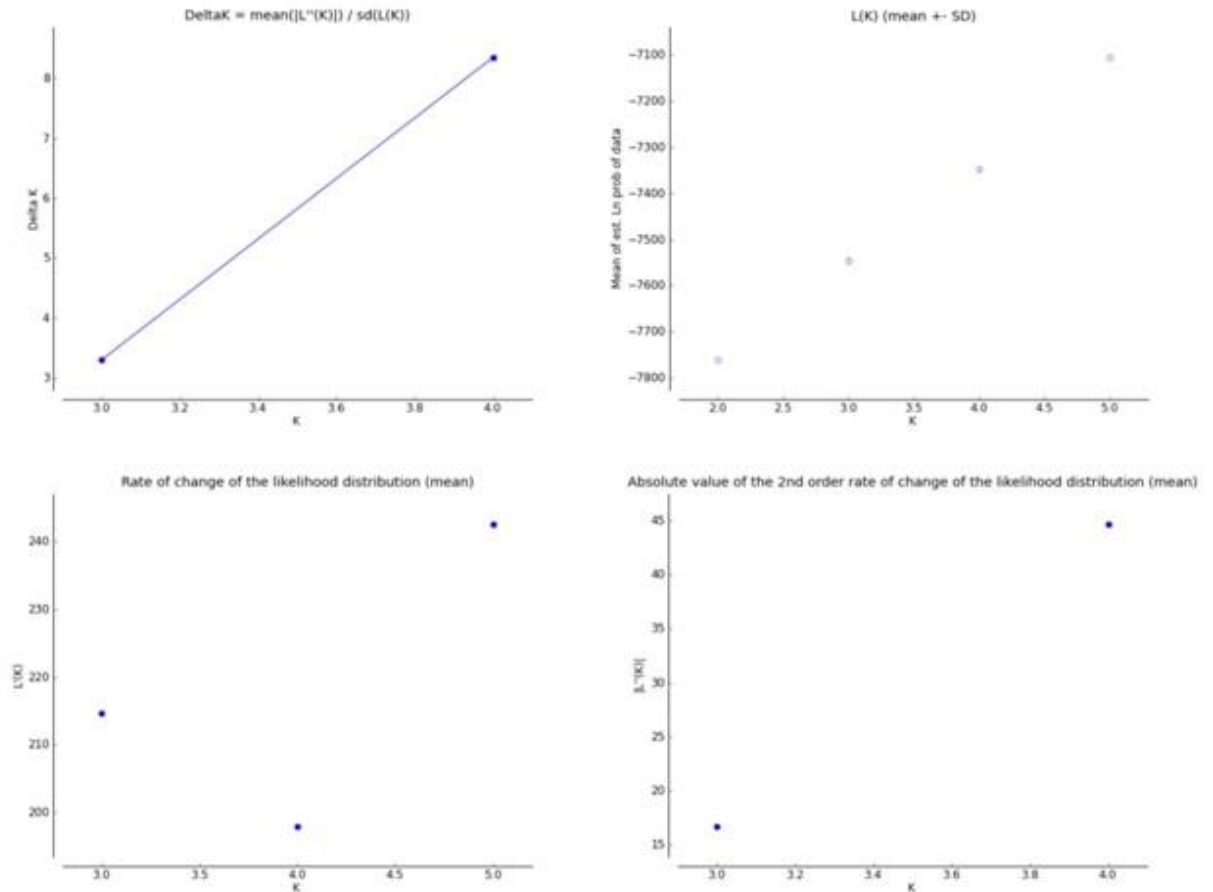 DeltaK = mean(|L''(K)|) / sd(L(K))
8
7
6
5
4
3
Delta K
3.0 3.2 3.4 3.6 3.8 4.0
K
L(K) (mean +- SD)
−7100
−7200
−7300
−7400
−7500
−7600
−7700
−7800
Mean of est. Ln prob of data
2.0 2.5 3.0 3.5 4.0 4.5 5.0
K
Rate of change of the likelihood distribution (mean)
240
230
220
210
200
L'(K)
3.0 3.5 4.0 4.5 5.0
K
Absolute value of the 2nd order rate of change of the likelihood distribution (mean)
45
40
35
30
25
20
15
|L''(K)|
3.0 3.2 3.4 3.6 3.8 4.0
K